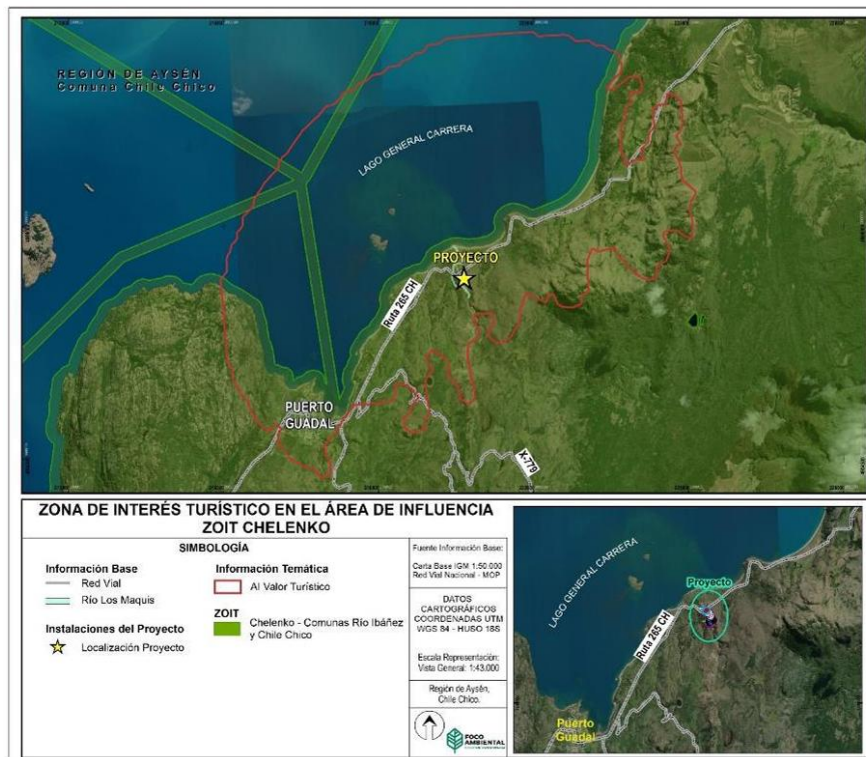 REGIÓN DE AYSÉN
Comuna Chile Chico
LAGO GENERAL CARRERA
PROYECTO
Ruta 265 CH
PUERTO
GUADAL
X-779
ZONA DE INTERÉS TURÍSTICO EN EL ÁREA DE INFLUENCIA
ZOIT CHELENKO
SIMBOLOGÍA
Información Base
Red Vial
Río Los Maquis
Instalaciones del Proyecto
Localización Proyecto
Información Temática
AI Valor Turístico
ZOIT
Chelenko - Comunas Río Ibáñez
y Chile Chico
Fuente Información Base:
Carta Base IGM 1:50.000
Red Vial Nacional - MOP
DATOS
CARTOGRÁFICOS
COORDENADAS UTM
WGS 84 - HUSO 18S
Escala Representación:
Vista General: 1:43.000
Región de Aysén,
Chile Chico.
FOCO
AMBIENTAL
LAGO GENERAL CARRERA
Proyecto
Ruta 265 CH
Puerto
Guadal